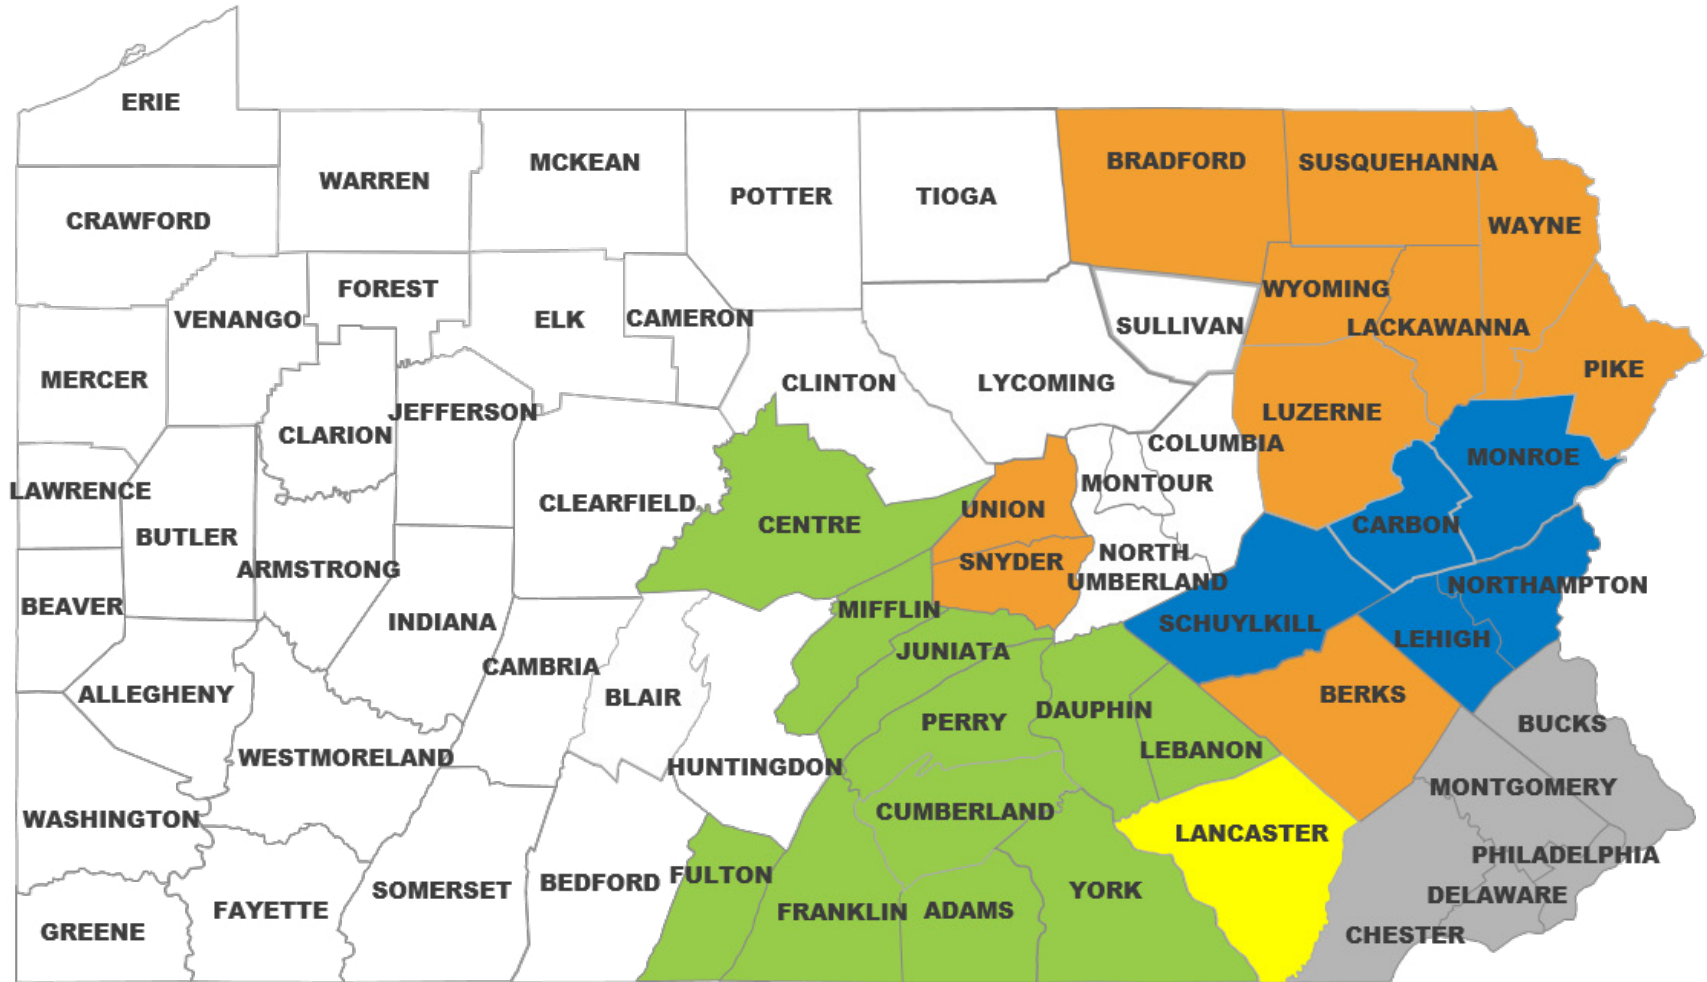 ERIE
WARREN
MCKEAN
POTTER
TIOGA
BRADFORD
SUSQUEHANNA
WAYNE
CRAWFORD
FOREST
VENANGO
ELK
CAMERON
SULLIVAN
WYOMING
LACKAWANNA
PIKE
MERCER
CLARION
JEFFERSON
CLINTON
LYCOMING
COLUMBIA
LUZERNE
MONROE
LAWRENCE
BUTLER
CLEARFIELD
CENTRE
UNION
MONTOUR
CARBON
ARMSTRONG
SNYDER
NORTH
UMBERLAND
NORTHAMPTON
BEAVER
INDIANA
MIFFLIN
SCHUYLKILL
LEHIGH
ALLEGHENY
CAMBRIA
BLAIR
JUNIATA
PERRY
DAUPHIN
BERKS
BUCKS
WESTMORELAND
HUNTINGDON
LEBANON
MONTGOMERY
WASHINGTON
CUMBERLAND
LANCASTER
PHILADELPHIA
GREENE
FAYETTE
SOMERSET
BEDFORD
FULTON
FRANKLIN
ADAMS
YORK
DELAWARE
CHESTER